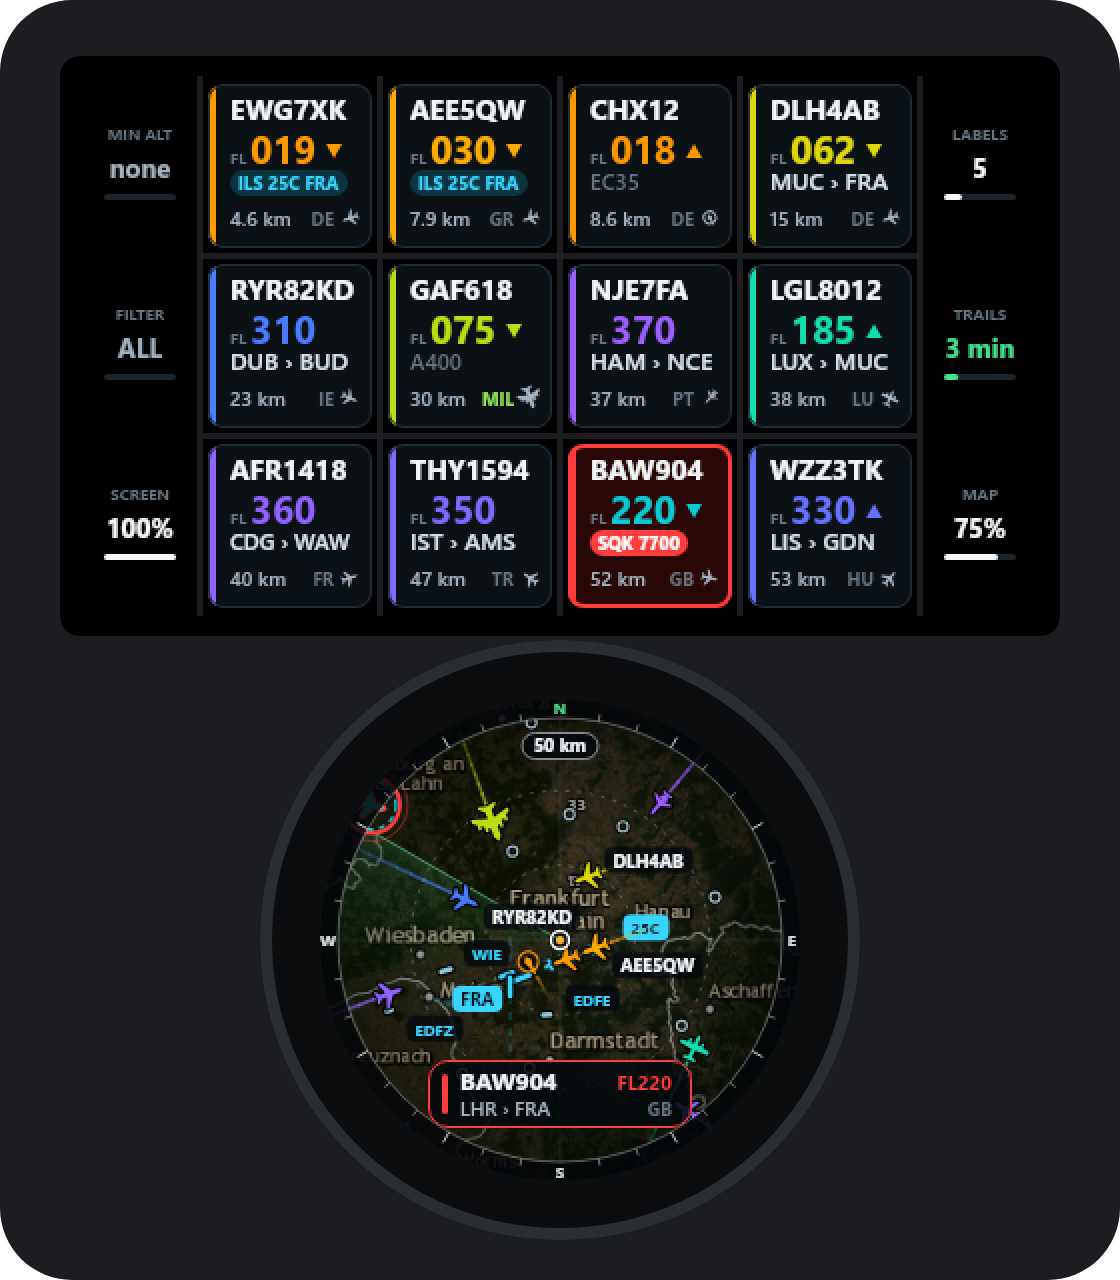 MIN ALT
none
EWG7XK
FL 019 ▼
ILS 25C FRA
4.6 km DE
AEE5QW
FL 030 ▼
ILS 25C FRA
7.9 km GR
CHX12
FL 018 ▲
EC35
8.6 km DE
DLH4AB
FL 062 ▼
MUC › FRA
15 km DE
LABELS
5
FILTER
ALL
RYR82KD
FL 310
DUB › BUD
23 km IE
GAF618
FL 075 ▼
A400
30 km MIL
NJE7FA
FL 370
HAM › NCE
37 km PT
LGL8012
FL 185 ▲
LUX › MUC
38 km LU
TRAILS
3 min
SCREEN
100%
AFR1418
FL 360
CDG › WAW
40 km FR
THY1594
FL 350
IST › AMS
47 km TR
BAW904
FL 220 ▼
SQK 7700
52 km GB
WZZ3TK
FL 330 ▲
LIS › GDN
53 km HU
MAP
75%
N
50 km
an
Lahn
33
DLH4AB
Frankfurt
Hanau
RYR82KD
25C
Wiesbaden
W
E
WIE
AEE5QW
FRA
EDFE
Aschaff
EDFZ
Darmstadt
uznach
BAW904 FL220
LHR › FRA GB
S